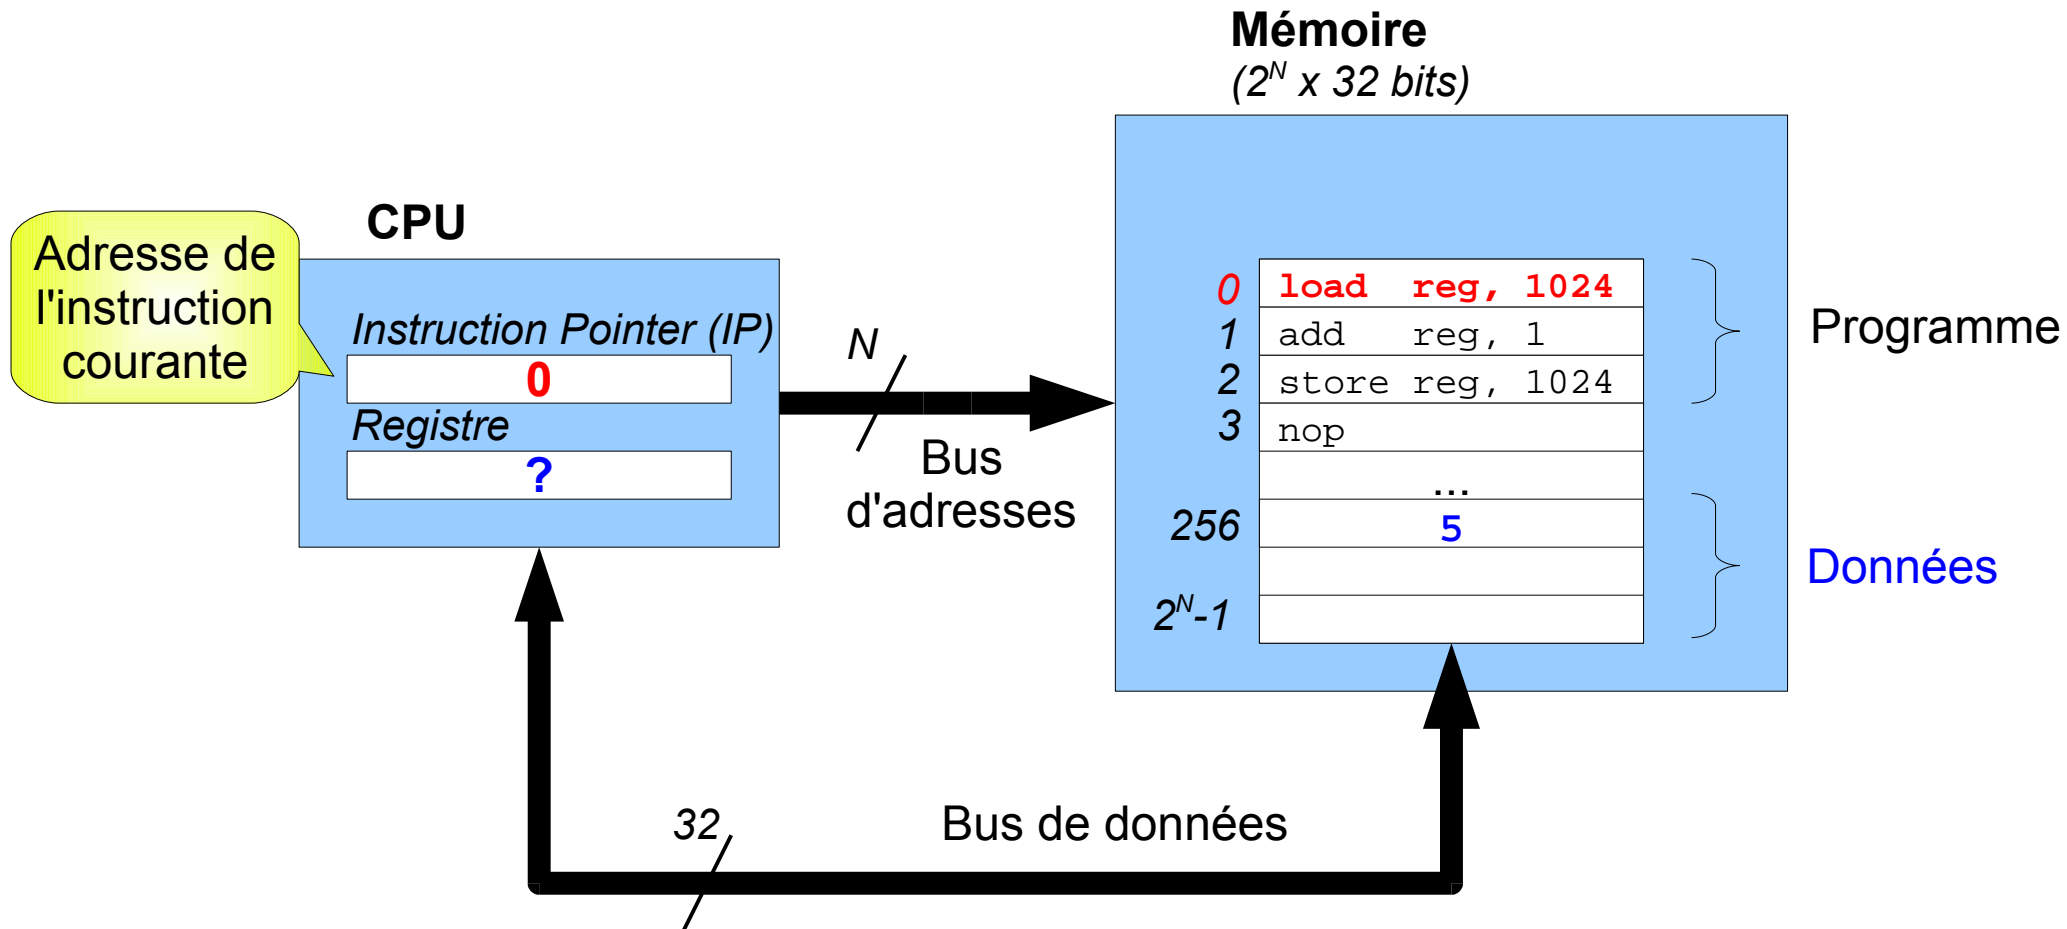 Mémoire
(2^N x 32 bits)
CPU
Adresse de
l'instruction
courante
Instruction Pointer (IP)
0
Registre
?
N
Bus
d'adresses
0 load reg, 1024
1 add reg, 1
2 store reg, 1024
3 nop
...
256 5
2^N-1
Programme
Données
32
Bus de données